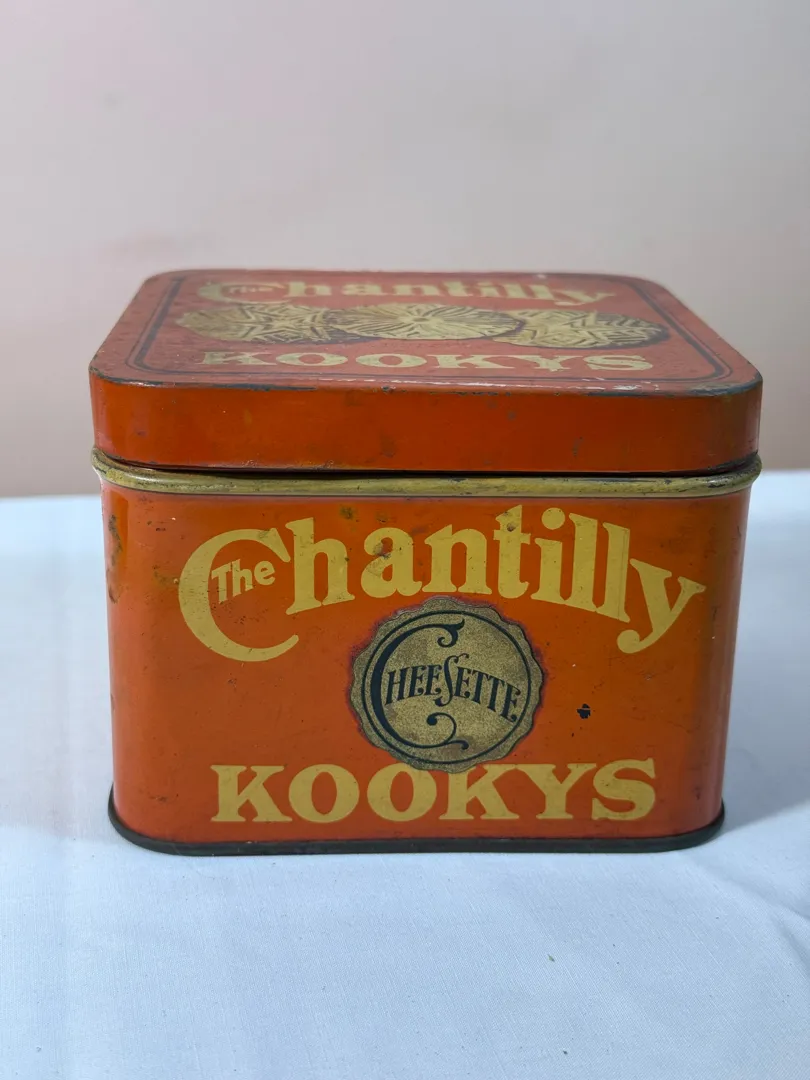 The Chantilly
KOOKYS
The Chantilly
CHEESETTE
KOOKYS